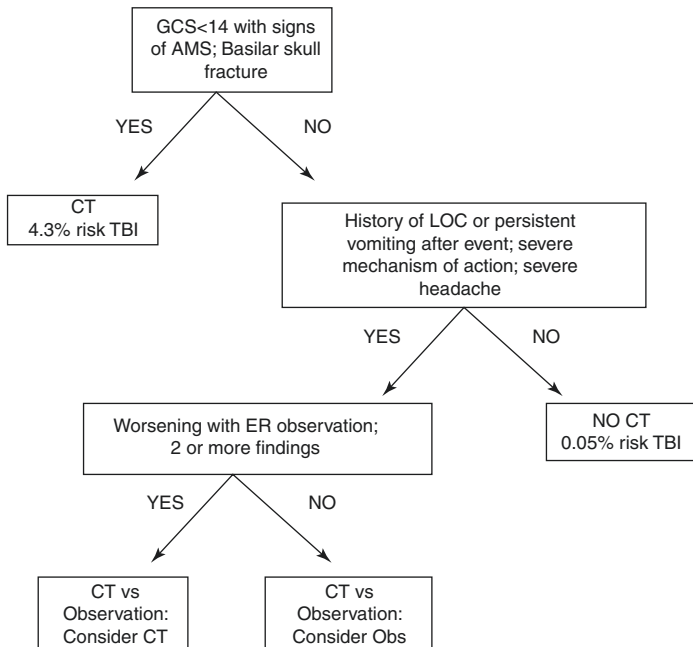 GCS<14 with signs
of AMS; Basilar skull
fracture
YES
NO
CT
4.3% risk TBI
History of LOC or persistent
vomiting after event; severe
mechanism of action; severe
headache
YES
NO
Worsening with ER observation;
2 or more findings
NO CT
0.05% risk TBI
YES
NO
CT vs
Observation:
Consider CT
CT vs
Observation:
Consider Obs